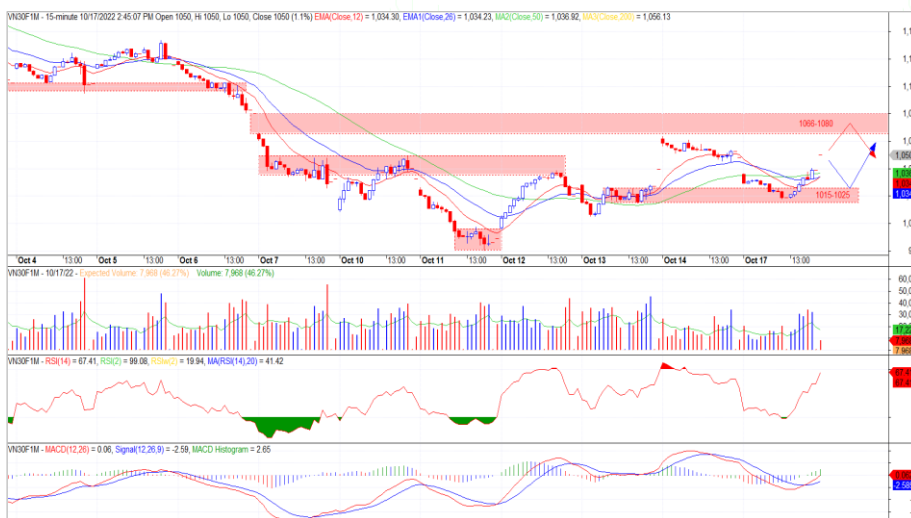 VN30F1M - 15-minute 10/17/2022 2:45:07 PM Open 1050, Hi 1050, Lo 1050, Close 1050 (1.1%) EMA(Close,12) = 1,034.30, EMA1(Close,26) = 1,034.23, MA2(Close,50) = 1,036.92, MA3(Close,200) = 1,056.13
1066-1080
1015-1025
Oct 4 13:00 Oct 5 13:00 Oct 6 13:00 Oct 7 13:00 Oct 10 13:00 Oct 11 13:00 Oct 12 13:00 Oct 13 13:00 Oct 14 13:00 Oct 17 13:00
VN30F1M - 10/17/22 - Expected Volume: 7,968 (46.27%) Volume: 7,968 (46.27%)
VN30F1M - RSI(14) = 67.41, RSI(2) = 99.08, = 19.94, MA(RSI(14),20) = 41.42
67.4
67.4
VN30F1M - MACD(12,26) = 0.06, Signal(12,26,9) = -2.59, MACD Histogram = 2.65